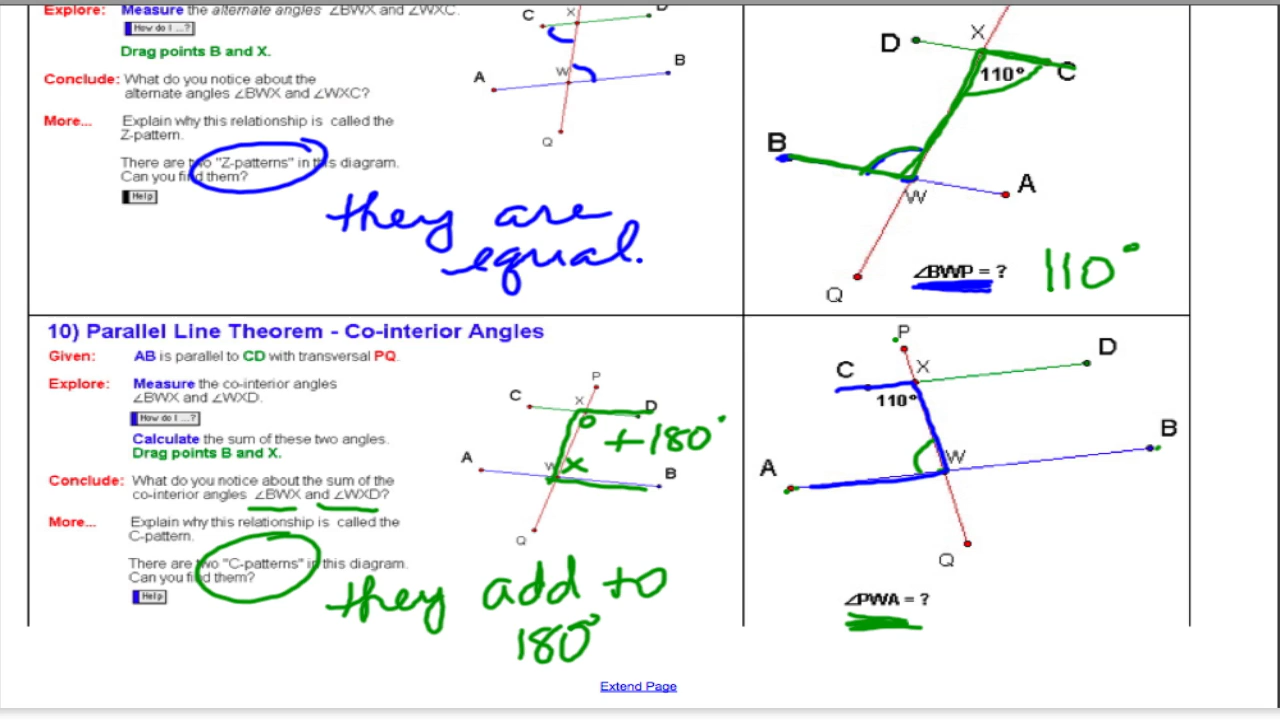 Explore: Measure the alternate angles ∠BWX and ∠WXC.
How do I ...?
Drag points B and X.
Conclude: What do you notice about the
alternate angles ∠BWX and ∠WXC?
More... Explain why this relationship is called the
Z-pattern.
There are two "Z-patterns" in this diagram.
Can you find them?
Help
they are
equal.
C
X
D
W
A
B
Q
D
X
110°
C
B
A
W
∠BWP = ?
110°
Q
10) Parallel Line Theorem - Co-interior Angles
Given: AB is parallel to CD with transversal PQ.
Explore: Measure the co-interior angles
∠BWX and ∠WXD.
How do I ...?
Calculate the sum of these two angles.
Drag points B and X.
Conclude: What do you notice about the sum of the
co-interior angles ∠BWX and ∠WXD?
More... Explain why this relationship is called the
C-pattern.
There are two "C-patterns" in this diagram.
Can you find them?
Help
they add to
180°
P
C
X
D
o
+180°
A
W
x
B
Q
P
D
C
X
110°
B
A
W
Q
∠PWA = ?
Extend Page